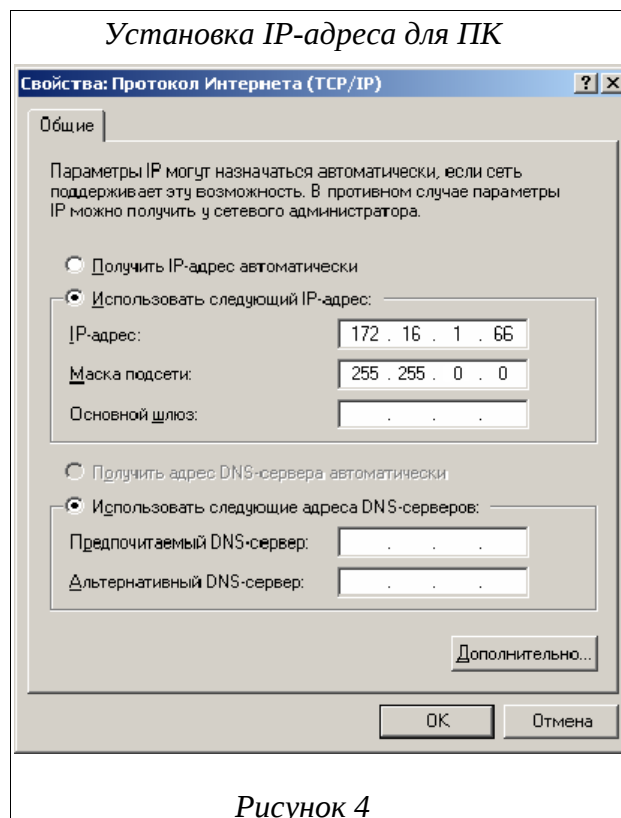 Установка IP-адреса для ПК
Свойства: Протокол Интернета (TCP/IP)
Общие
Параметры IP могут назначаться автоматически, если сеть
поддерживает эту возможность. В противном случае параметры
IP можно получить у сетевого администратора.
Получить IP-адрес автоматически
Использовать следующий IP-адрес:
IP-адрес: 172 . 16 . 1 . 66
Маска подсети: 255 . 255 . 0 . 0
Основной шлюз: . . .
Получить адрес DNS-сервера автоматически
Использовать следующие адреса DNS-серверов:
Предпочитаемый DNS-сервер: . . .
Альтернативный DNS-сервер: . . .
Дополнительно...
OK Отмена
Рисунок 4